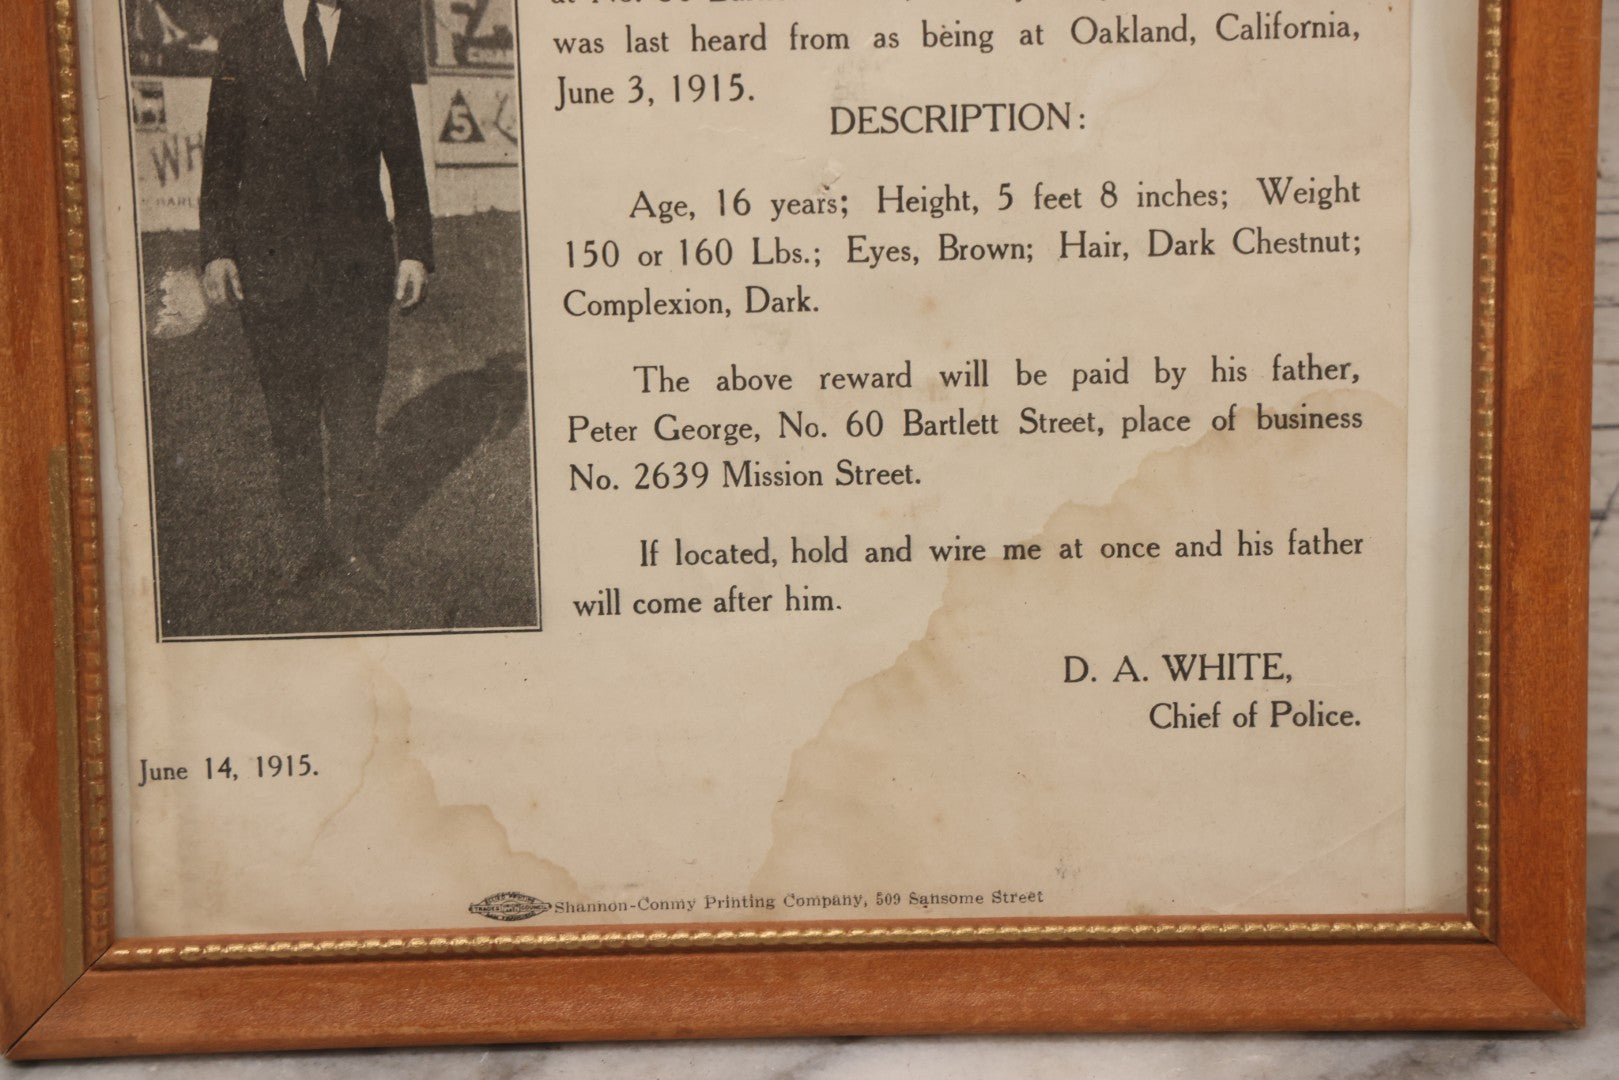 was last heard from as being at Oakland, California,
June 3, 1915.
DESCRIPTION:
Age, 16 years; Height, 5 feet 8 inches; Weight
150 or 160 Lbs.; Eyes, Brown; Hair, Dark Chestnut;
Complexion, Dark.
The above reward will be paid by his father,
Peter George, No. 60 Bartlett Street, place of business
No. 2639 Mission Street.
If located, hold and wire me at once and his father
will come after him.
D. A. WHITE,
Chief of Police.
June 14, 1915.
Shannon-Conmy Printing Company, 509 Sansome Street
5
WH